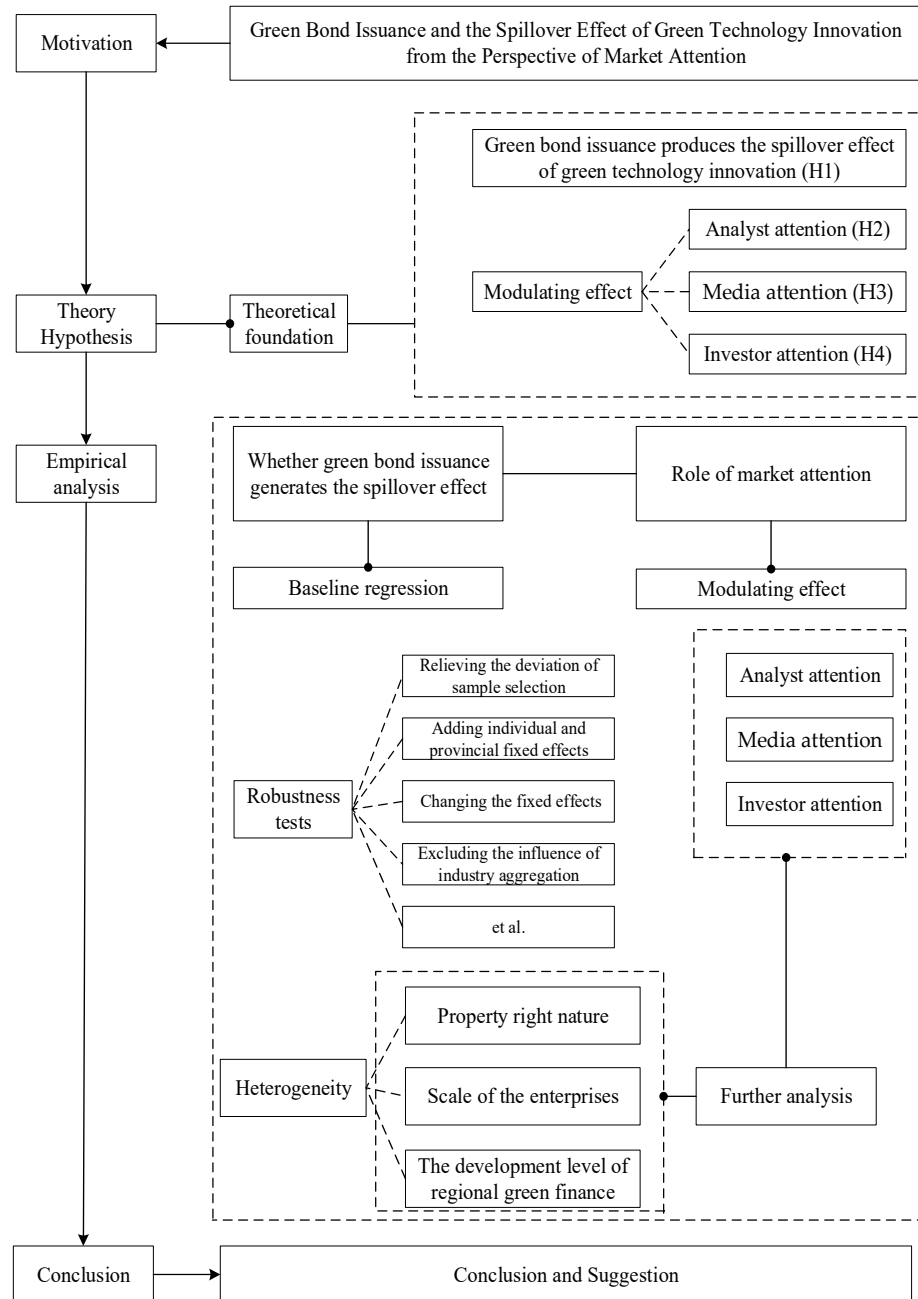 Motivation
Green Bond Issuance and the Spillover Effect of Green Technology Innovation
from the Perspective of Market Attention
Green bond issuance produces the spillover effect
of green technology innovation (H1)
Analyst attention (H2)
Modulating effect
Media attention (H3)
Investor attention (H4)
Theory
Hypothesis
Theoretical
foundation
Empirical
analysis
Whether green bond issuance
generates the spillover effect
Role of market attention
Baseline regression
Modulating effect
Relieving the deviation of
sample selection
Adding individual and
provincial fixed effects
Robustness
tests
Changing the fixed effects
Excluding the influence of
industry aggregation
et al.
Analyst attention
Media attention
Investor attention
Property right nature
Heterogeneity
Scale of the enterprises
The development level of
regional green finance
Further analysis
Conclusion
Conclusion and Suggestion